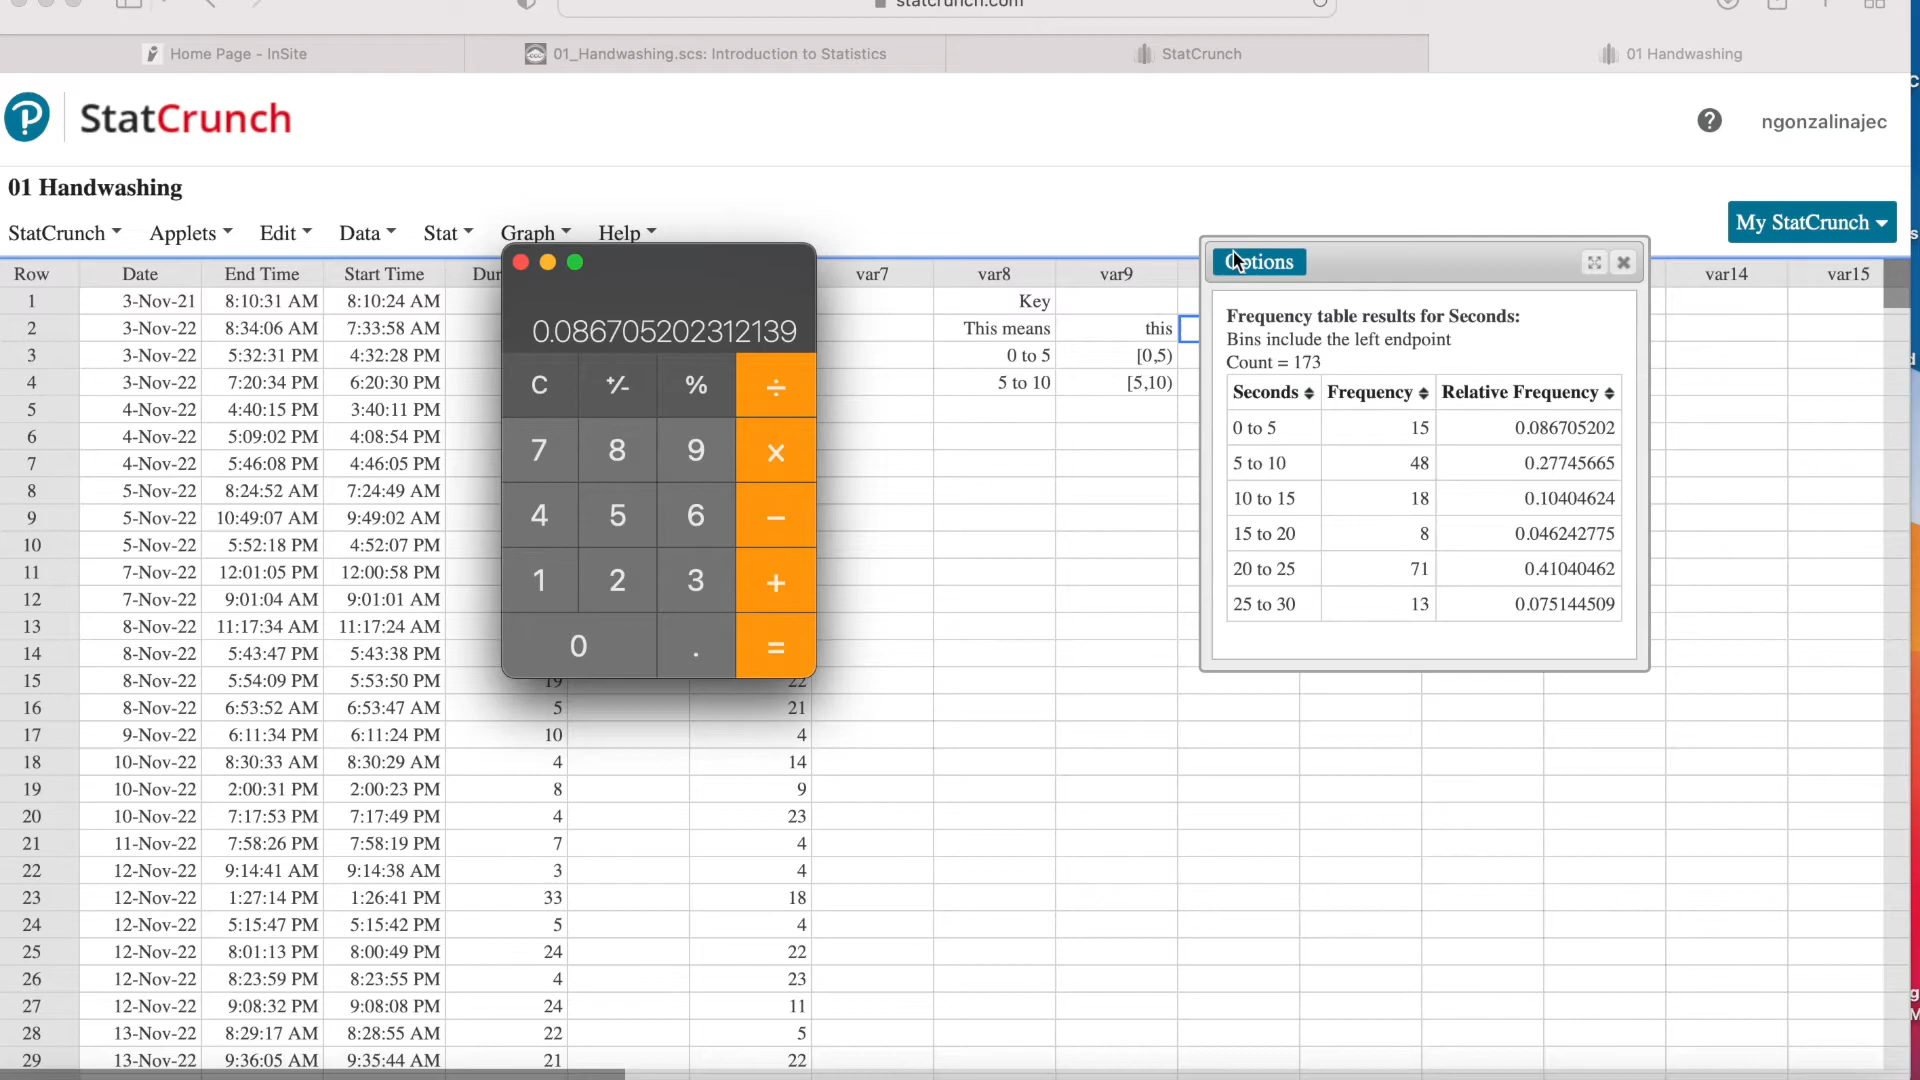 statcrunch.com
Home Page - InSite 01_Handwashing.scs: Introduction to Statistics StatCrunch 01 Handwashing
StatCrunch
? ngonzalinajec
01 Handwashing
StatCrunch Applets Edit Data Stat Graph Help
My StatCrunch
Row Date End Time Start Time Du var7 var8 var9 var14 var15
1 3-Nov-21 8:10:31 AM 8:10:24 AM Key
2 3-Nov-22 8:34:06 AM 7:33:58 AM This means this
3 3-Nov-22 5:32:31 PM 4:32:28 PM 0 to 5 [0,5)
4 3-Nov-22 7:20:34 PM 6:20:30 PM 5 to 10 [5,10)
5 4-Nov-22 4:40:15 PM 3:40:11 PM
6 4-Nov-22 5:09:02 PM 4:08:54 PM
7 4-Nov-22 5:46:08 PM 4:46:05 PM
8 5-Nov-22 8:24:52 AM 7:24:49 AM
9 5-Nov-22 10:49:07 AM 9:49:02 AM
10 5-Nov-22 5:52:18 PM 4:52:07 PM
11 7-Nov-22 12:01:05 PM 12:00:58 PM
12 7-Nov-22 9:01:04 AM 9:01:01 AM
13 8-Nov-22 11:17:34 AM 11:17:24 AM
14 8-Nov-22 5:43:47 PM 5:43:38 PM
15 8-Nov-22 5:54:09 PM 5:53:50 PM 19 22
16 8-Nov-22 6:53:52 AM 6:53:47 AM 5 21
17 9-Nov-22 6:11:34 PM 6:11:24 PM 10 4
18 10-Nov-22 8:30:33 AM 8:30:29 AM 4 14
19 10-Nov-22 2:00:31 PM 2:00:23 PM 8 9
20 10-Nov-22 7:17:53 PM 7:17:49 PM 4 23
21 11-Nov-22 7:58:26 PM 7:58:19 PM 7 4
22 12-Nov-22 9:14:41 AM 9:14:38 AM 3 4
23 12-Nov-22 1:27:14 PM 1:26:41 PM 33 18
24 12-Nov-22 5:15:47 PM 5:15:42 PM 5 4
25 12-Nov-22 8:01:13 PM 8:00:49 PM 24 22
26 12-Nov-22 8:23:59 PM 8:23:55 PM 4 23
27 12-Nov-22 9:08:32 PM 9:08:08 PM 24 11
28 13-Nov-22 8:29:17 AM 8:28:55 AM 22 5
29 13-Nov-22 9:36:05 AM 9:35:44 AM 21 22
0.086705202312139
C +/- % ÷
7 8 9 ×
4 5 6 −
1 2 3 +
0 . =
Options
Frequency table results for Seconds:
Bins include the left endpoint
Count = 173
Seconds Frequency Relative Frequency
0 to 5 15 0.086705202
5 to 10 48 0.27745665
10 to 15 18 0.10404624
15 to 20 8 0.046242775
20 to 25 71 0.41040462
25 to 30 13 0.075144509